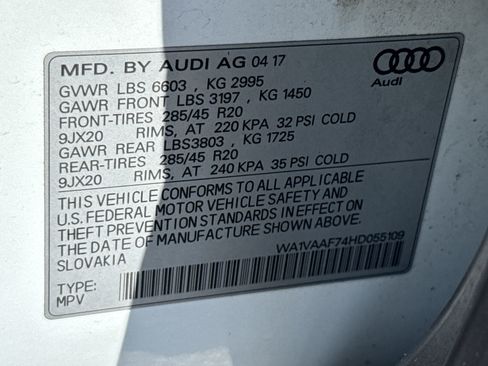 MFD. BY AUDI AG 04 17
GVWR LBS 6603 , KG 2995
GAWR FRONT LBS 3197 , KG 1450
FRONT-TIRES 285/45 R20
9JX20 RIMS, AT 220 KPA 32 PSI COLD
GAWR REAR LBS3803 , KG 1725
REAR-TIRES 285/45 R20
9JX20 RIMS, AT 240 KPA 35 PSI COLD
Audi
THIS VEHICLE CONFORMS TO ALL APPLICABLE
U.S. FEDERAL MOTOR VEHICLE SAFETY AND
THEFT PREVENTION STANDARDS IN EFFECT ON
THE DATE OF MANUFACTURE SHOWN ABOVE.
SLOVAKIA
WA1VAAF74HD055109
TYPE:
MPV